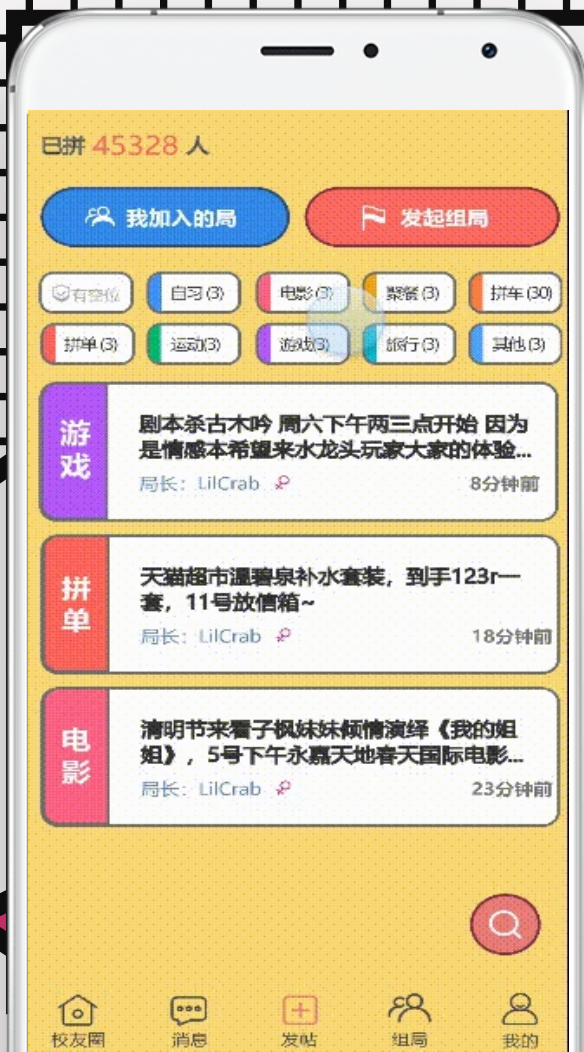 已拼 45328 人
我加入的局 发起组局
有空位 自习(3) 电影(3) 聚餐(3) 拼车(30)
拼单(3) 运动(3) 游戏(3) 旅行(3) 其他(3)
游戏
剧本杀古木吟 周六下午两三点开始 因为
是情感本希望来水龙头玩家大家的体验...
局长: LilCrab 8分钟前
拼单
天猫超市温碧泉补水套装，到手123r一
套，11号放信箱~
局长: LilCrab 18分钟前
电影
清明节来看子枫妹妹倾情演绎《我的姐
姐》，5号下午永嘉天地春天国际电影...
局长: LilCrab 23分钟前
校友圈 消息 发帖 组局 我的